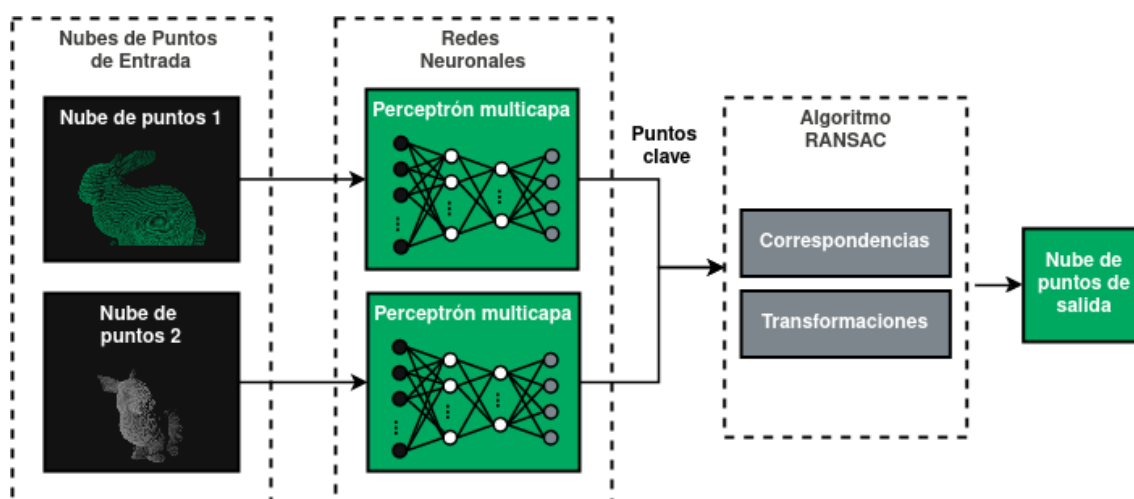 Nubes de Puntos
de Entrada
Nube de puntos 1
Nube de
puntos 2
Redes
Neuronales
Perceptrón multicapa
Perceptrón multicapa
Puntos
clave
Algoritmo
RANSAC
Correspondencias
Transformaciones
Nube de
puntos de
salida